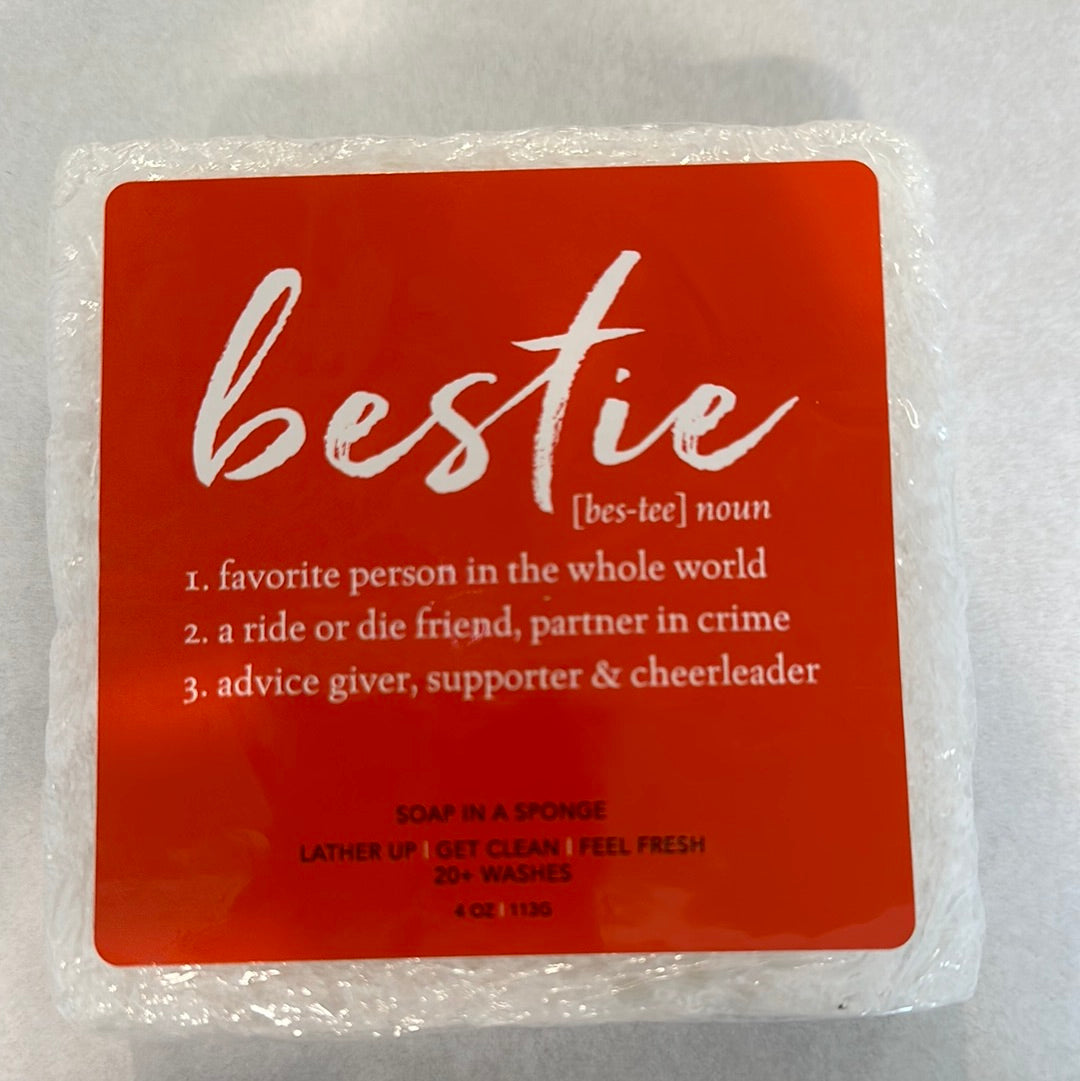 bestie
[bes-tee] noun
1. favorite person in the whole world
2. a ride or die friend, partner in crime
3. advice giver, supporter & cheerleader
SOAP IN A SPONGE
LATHER UP | GET CLEAN | FEEL FRESH
20+ WASHES
4 OZ | 113G